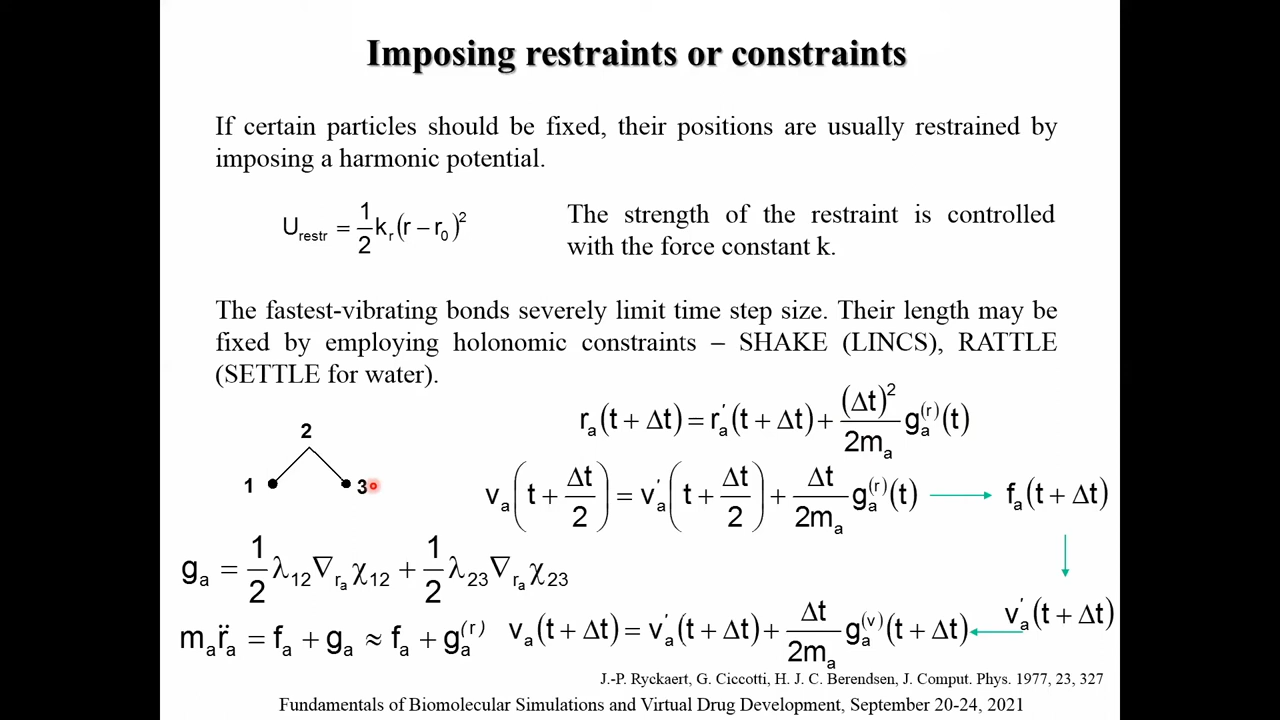 Imposing restraints or constraints
If certain particles should be fixed, their positions are usually restrained by
imposing a harmonic potential.
U_restr = 1/2 k_r (r − r_0)^2
The strength of the restraint is controlled
with the force constant k.
The fastest-vibrating bonds severely limit time step size. Their length may be
fixed by employing holonomic constraints – SHAKE (LINCS), RATTLE
(SETTLE for water).
r_a(t + Δt) = r_a'(t + Δt) + (Δt)^2/2m_a g_a^(r)(t)
2
1 3
v_a(t + Δt/2) = v_a'(t + Δt/2) + Δt/2m_a g_a^(r)(t) → f_a(t + Δt)
g_a = 1/2 λ_12 ∇_r_a χ_12 + 1/2 λ_23 ∇_r_a χ_23
m_a r̈_a = f_a + g_a ≈ f_a + g_a^(r)
v_a(t + Δt) = v_a'(t + Δt) + Δt/2m_a g_a^(v)(t + Δt) ← v_a'(t + Δt)
J.-P. Ryckaert, G. Ciccotti, H. J. C. Berendsen, J. Comput. Phys. 1977, 23, 327
Fundamentals of Biomolecular Simulations and Virtual Drug Development, September 20-24, 2021